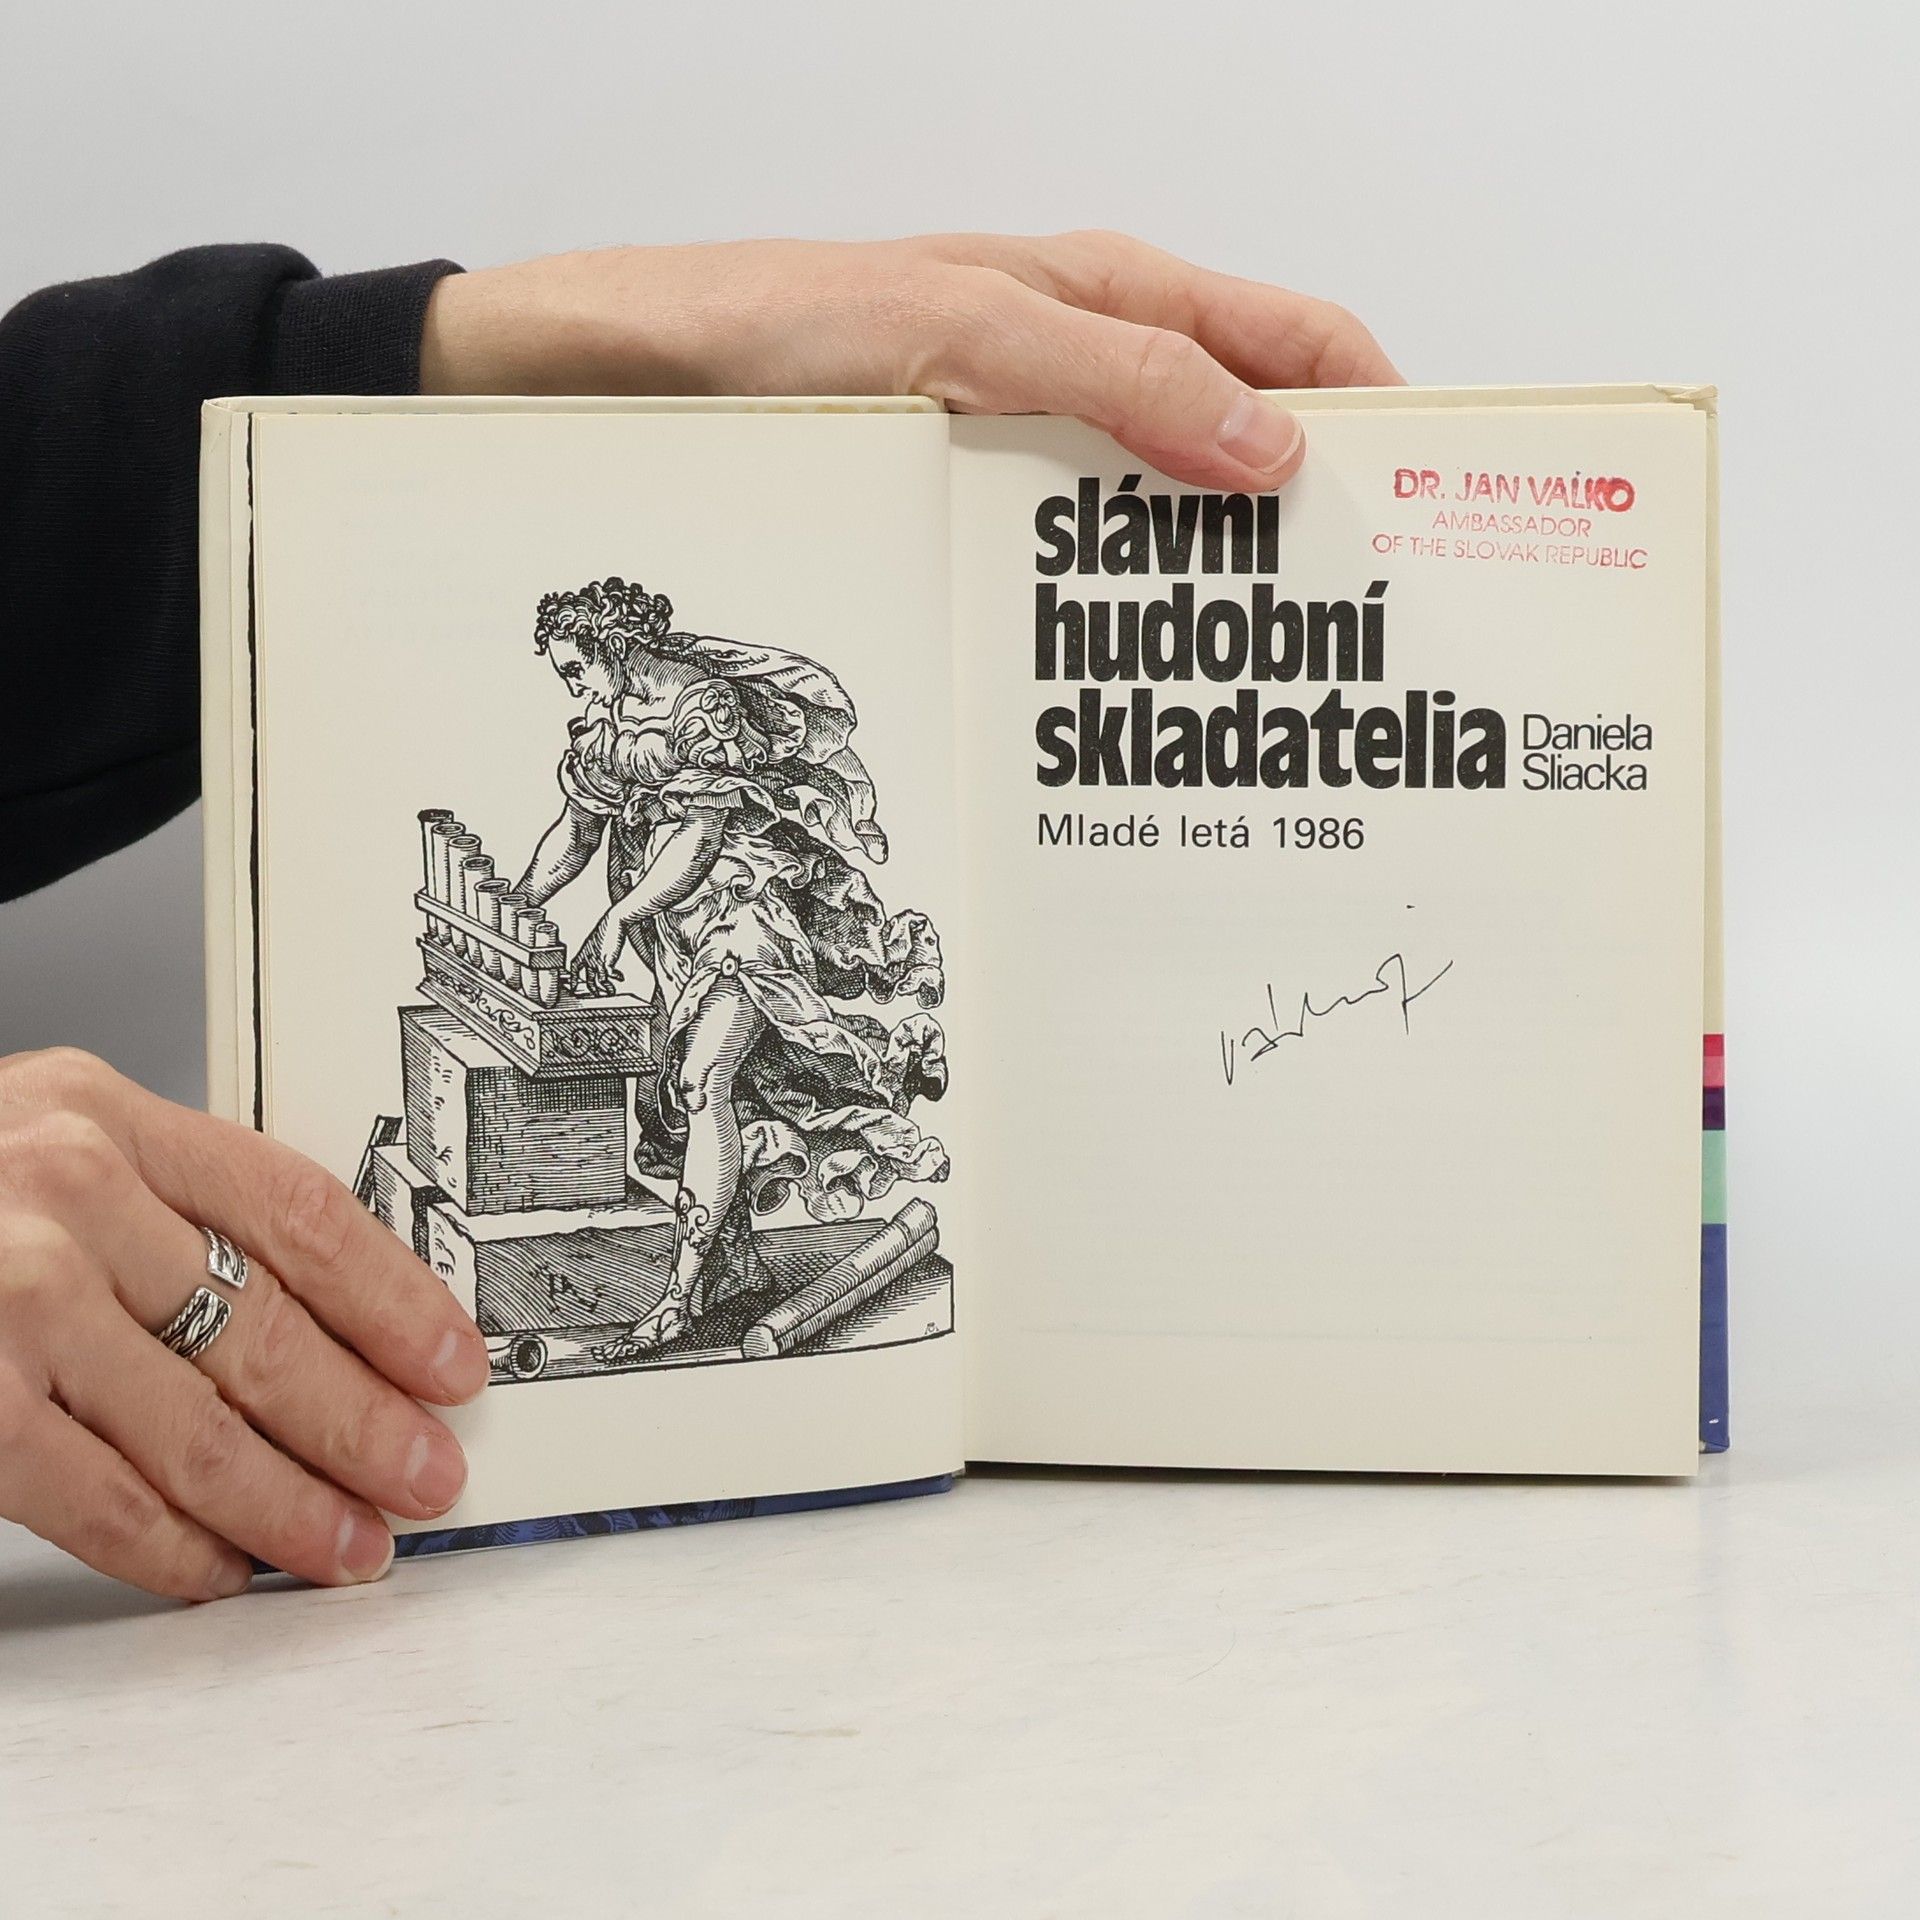 slávni
hudobní
skladatelia
Daniela
Sliacka
Mladé letá 1986
DR. JAN VALKO
AMBASSADOR
OF THE SLOVAK REPUBLIC